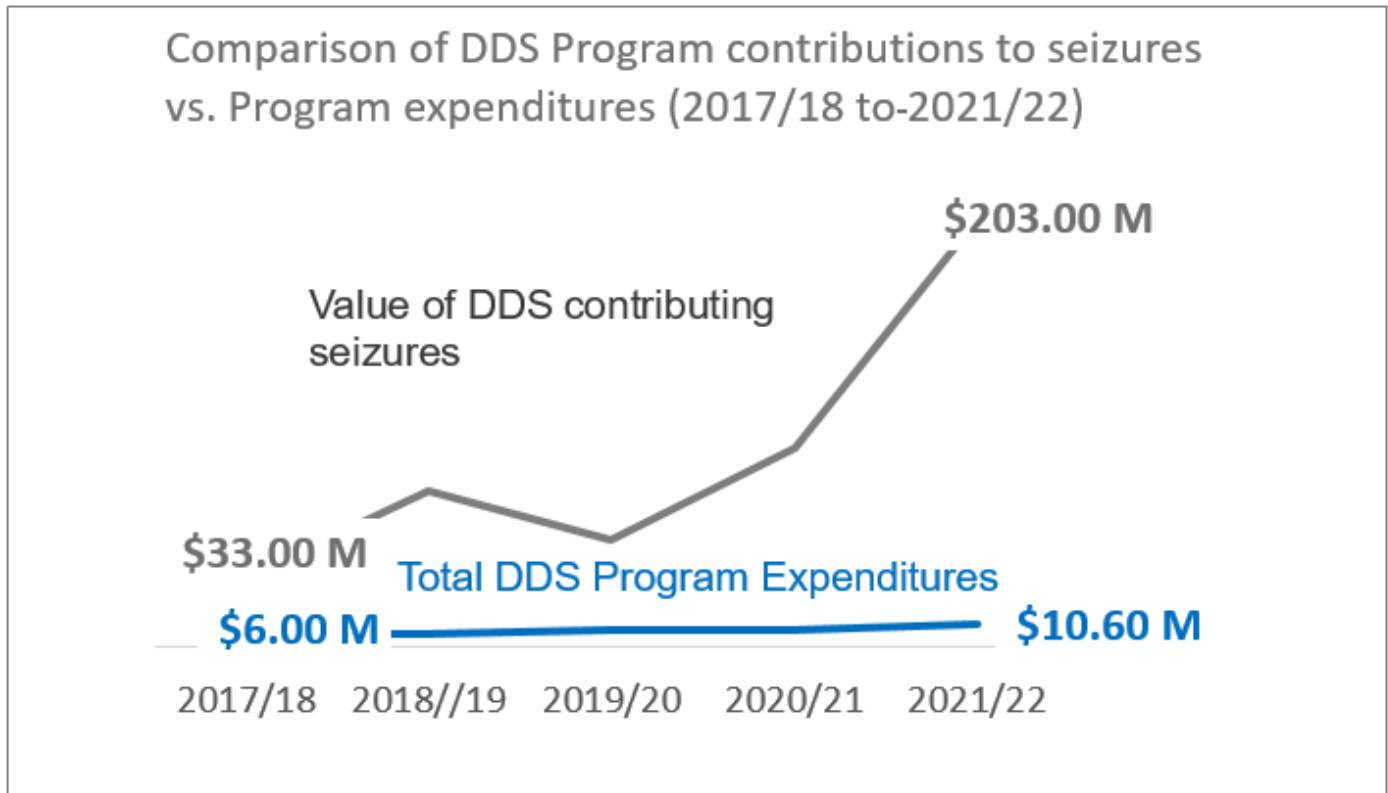 Comparison of DDS Program contributions to seizures
vs. Program expenditures (2017/18 to-2021/22)
$203.00 M
Value of DDS contributing
seizures
$33.00 M
Total DDS Program Expenditures
$6.00 M
$10.60 M
2017/18
2018//19
2019/20
2020/21
2021/22